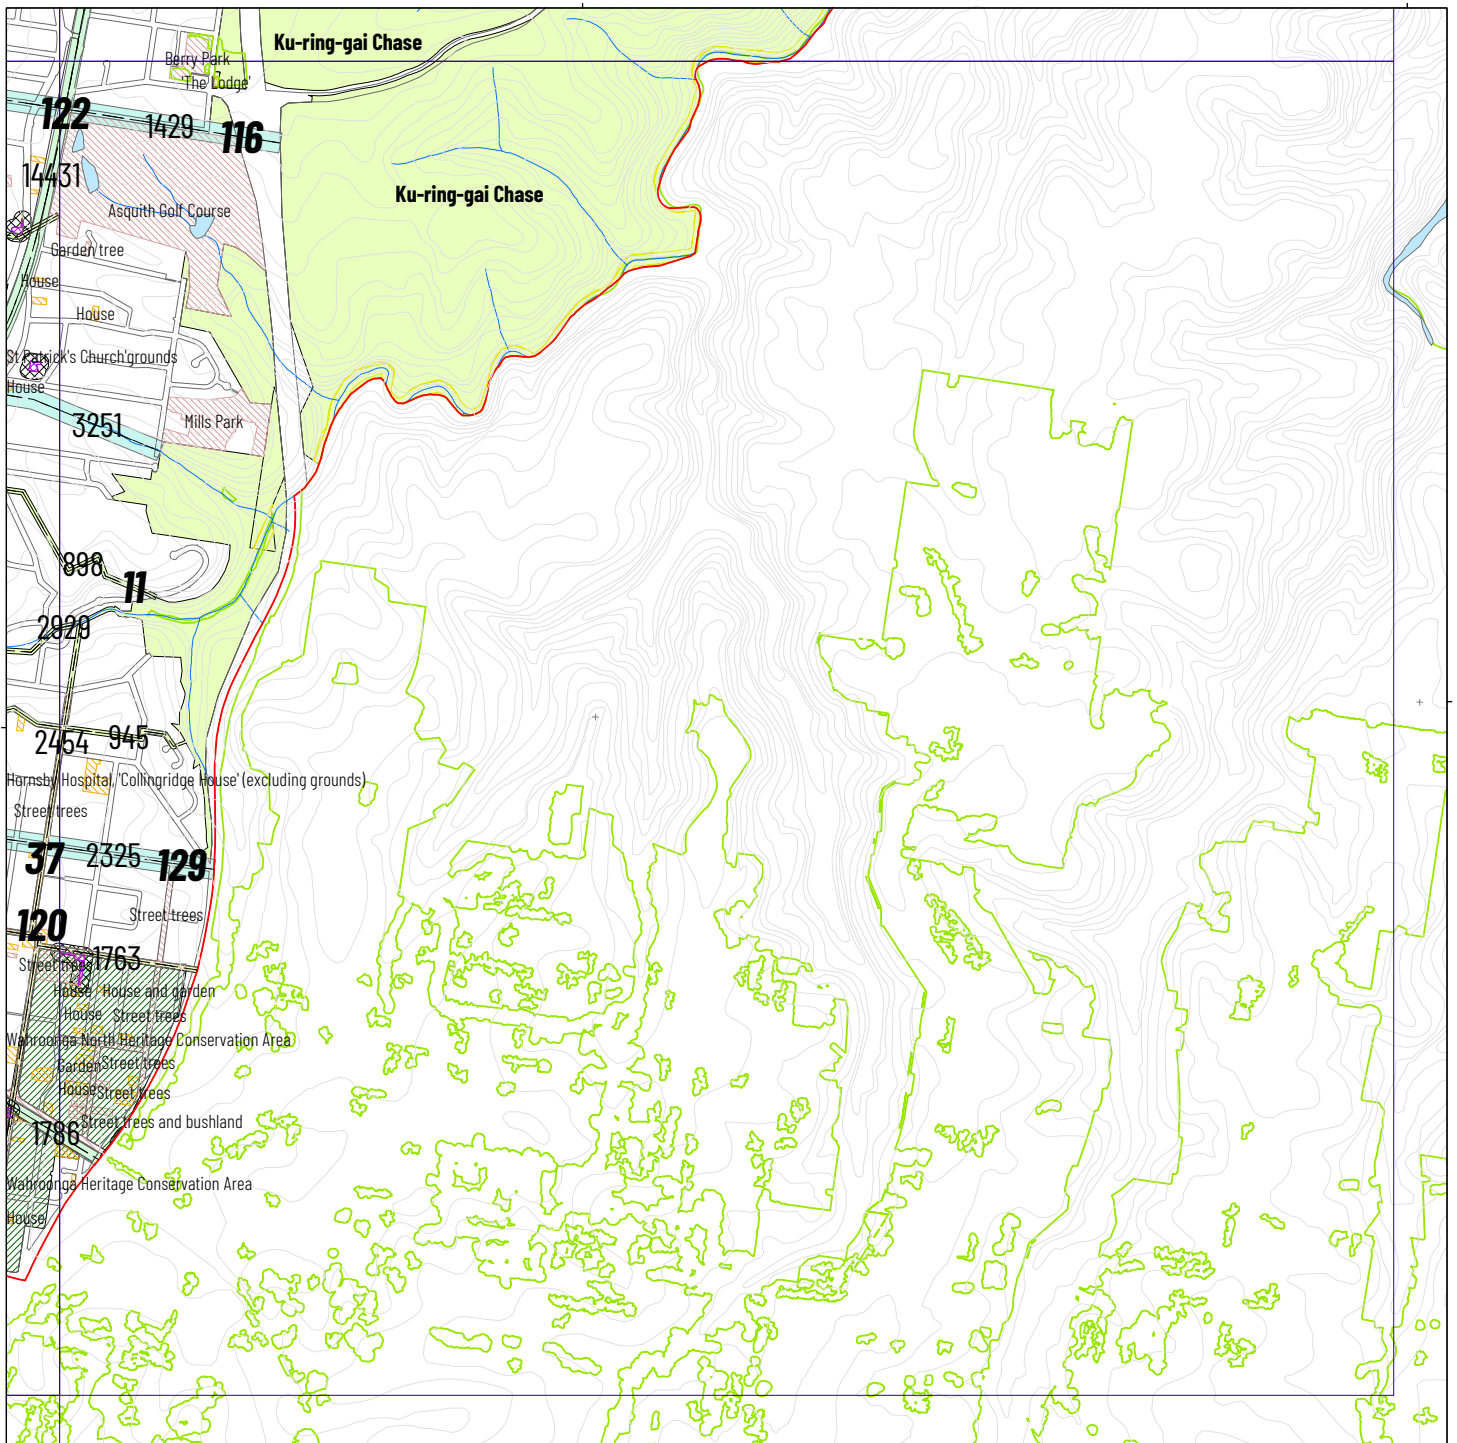 Ku-ring-gai Chase
Berry Park
'The Lodge'
122
1429
116
14431
Ku-ring-gai Chase
Asquith Golf Course
Garden tree
House
House
St Patrick's Church grounds
House
Mills Park
3251
898
11
2929
2454
945
Hornsby Hospital, 'Collingridge House' (excluding grounds)
Street trees
37
2325
129
Street trees
120
1763
Street trees
House
House and garden
House
Street trees
Wahroonga North Heritage Conservation Area
Garden
Street trees
House
Street trees
Street trees and bushland
1786
Wahroonga Heritage Conservation Area
House